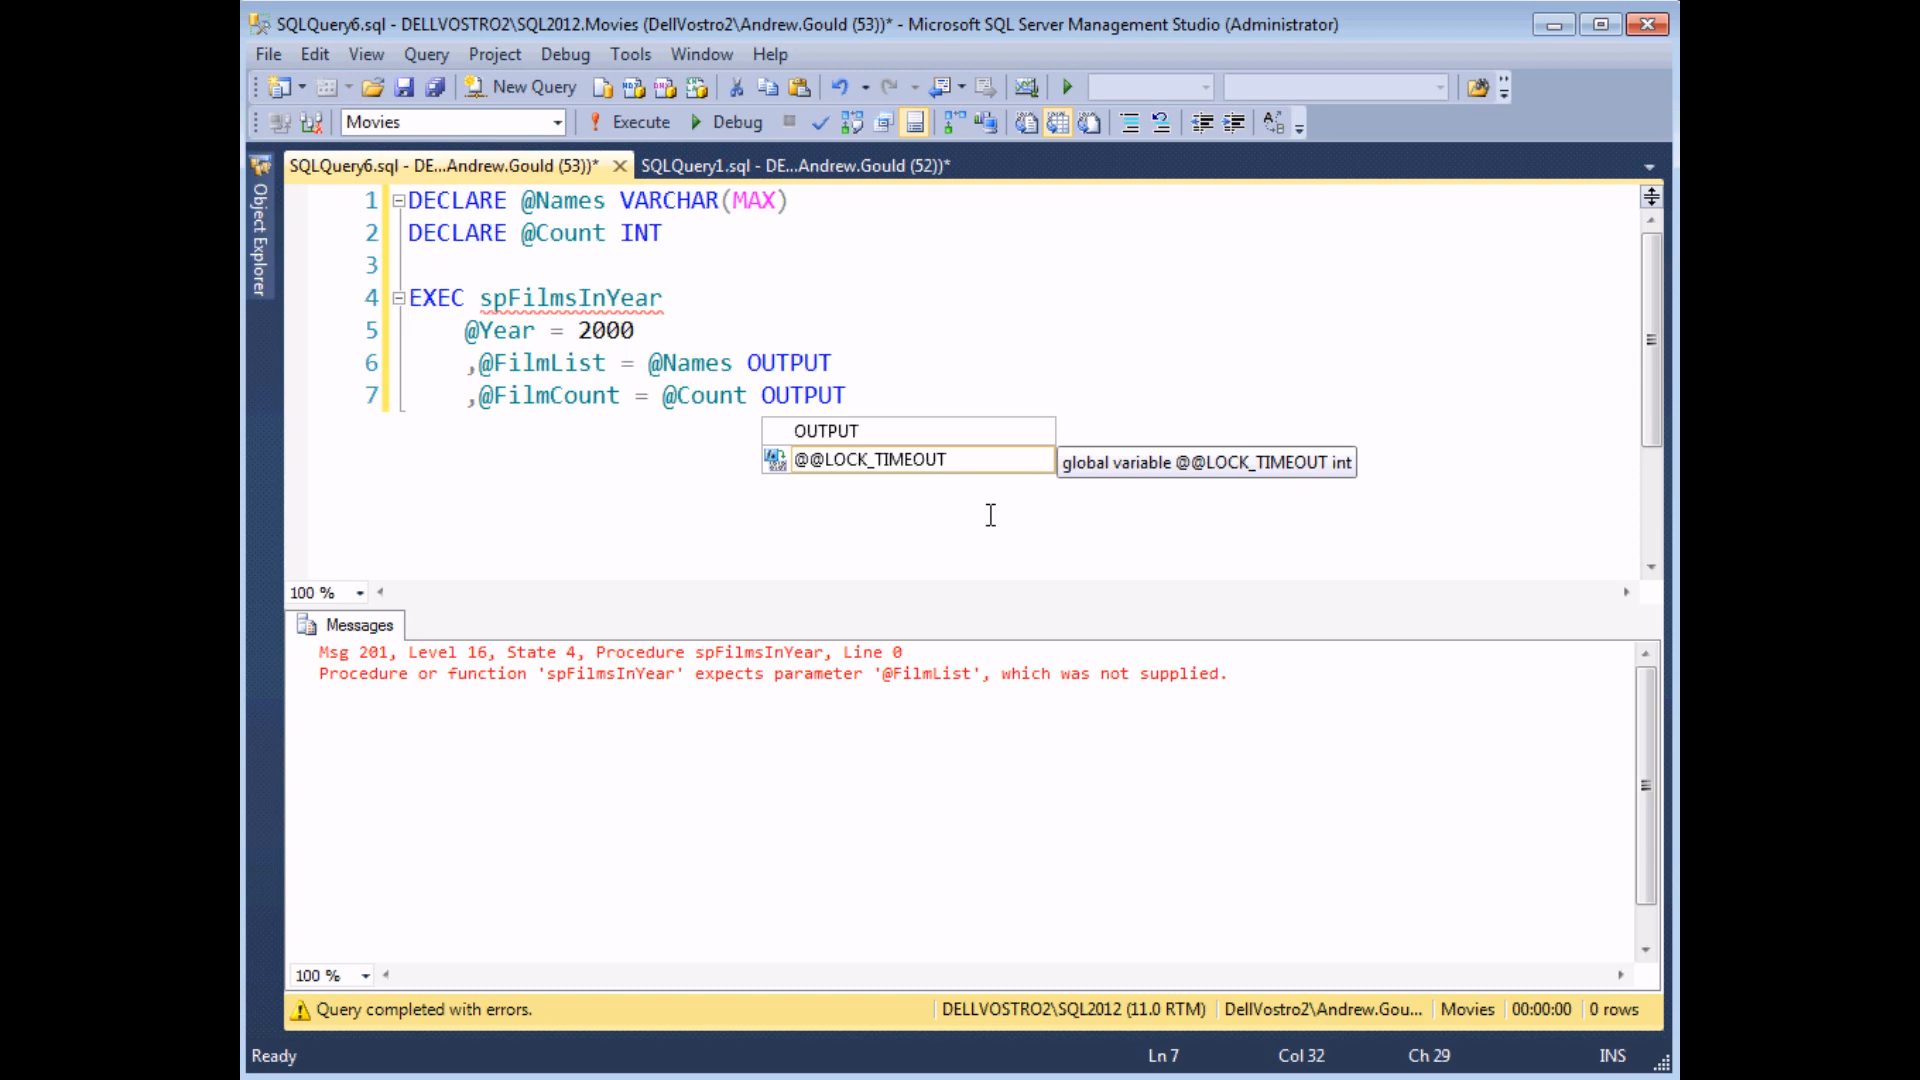 SQLQuery6.sql - DELLVOSTRO2\SQL2012.Movies (DellVostro2\Andrew.Gould (53))* - Microsoft SQL Server Management Studio (Administrator)
File Edit View Query Project Debug Tools Window Help
New Query
Movies Execute Debug
SQLQuery6.sql - DE...Andrew.Gould (53))* SQLQuery1.sql - DE...Andrew.Gould (52))*
Object Explorer
1 DECLARE @Names VARCHAR(MAX)
2 DECLARE @Count INT
3
4 EXEC spFilmsInYear
5 @Year = 2000
6 ,@FilmList = @Names OUTPUT
7 ,@FilmCount = @Count OUTPUT
OUTPUT
@@LOCK_TIMEOUT global variable @@LOCK_TIMEOUT int
100 %
Messages
Msg 201, Level 16, State 4, Procedure spFilmsInYear, Line 0
Procedure or function 'spFilmsInYear' expects parameter '@FilmList', which was not supplied.
100 %
Query completed with errors. DELLVOSTRO2\SQL2012 (11.0 RTM) DellVostro2\Andrew.Gou... Movies 00:00:00 0 rows
Ready Ln 7 Col 32 Ch 29 INS